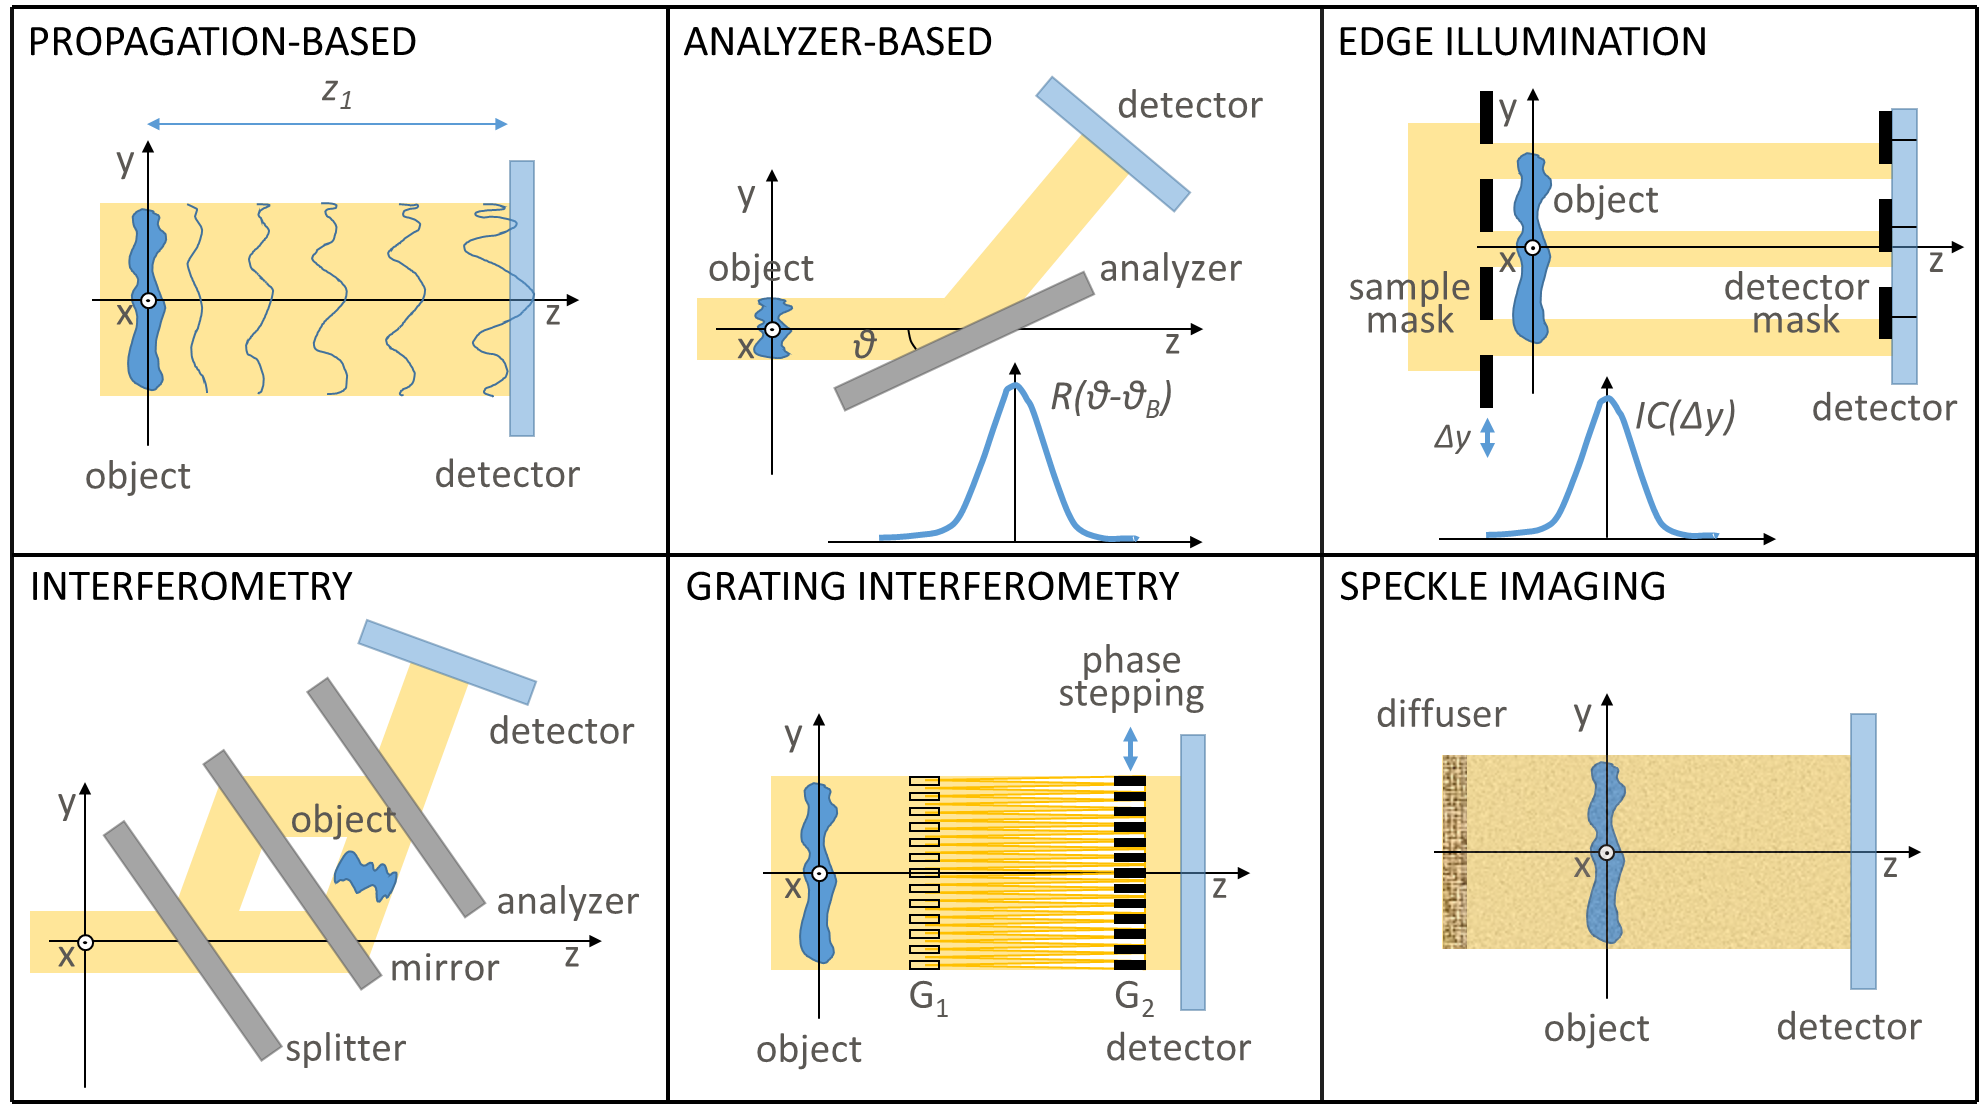 PROPAGATION-BASED
z1
y
x
z
object
detector
ANALYZER-BASED
detector
y
object
analyzer
x
ϑ
z
R(ϑ-ϑB)
EDGE ILLUMINATION
y
object
x
z
sample
mask
detector
mask
detector
Δy
IC(Δy)
INTERFEROMETRY
detector
y
object
analyzer
x
z
mirror
splitter
GRATING INTERFEROMETRY
phase
stepping
y
x
z
G1
G2
object
detector
SPECKLE IMAGING
diffuser
y
x
z
object
detector